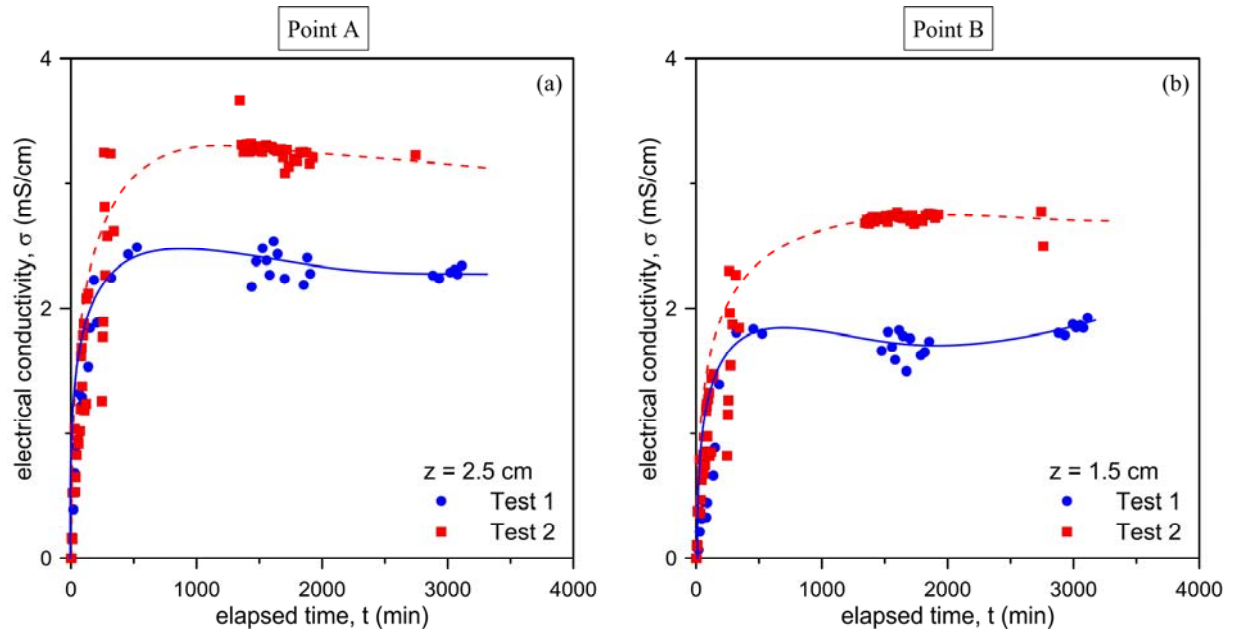 Point A
(a)
electrical conductivity, σ (mS/cm)
4
2
0
z = 2.5 cm
Test 1
Test 2
0 1000 2000 3000 4000
elapsed time, t (min)
Point B
(b)
electrical conductivity, σ (mS/cm)
4
2
0
z = 1.5 cm
Test 1
Test 2
0 1000 2000 3000 4000
elapsed time, t (min)